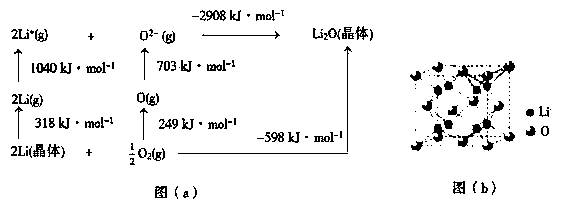 −2908 kJ·mol⁻¹
2Li⁺(g) + O²⁻(g) Li₂O(晶体)
1040 kJ·mol⁻¹ 703 kJ·mol⁻¹
2Li(g) O(g)
318 kJ·mol⁻¹ 249 kJ·mol⁻¹ −598 kJ·mol⁻¹
2Li(晶体) + ½O₂(g)
图（a）
Li
O
图（b）